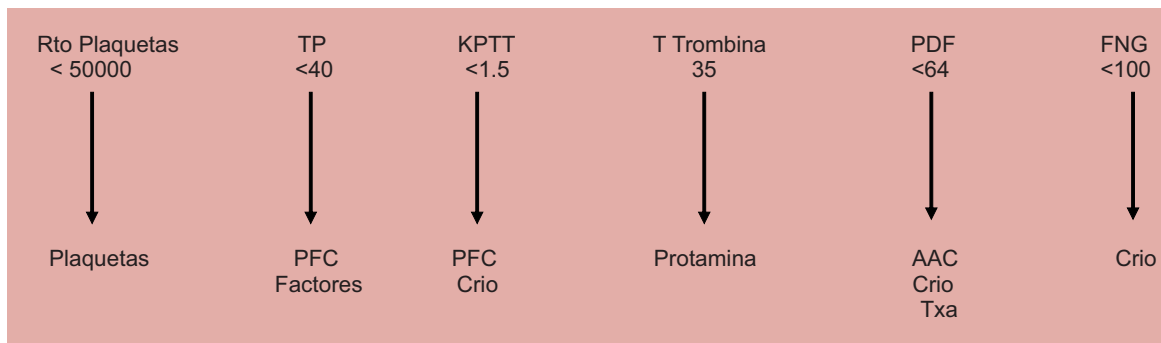 Rto Plaquetas TP KPTT T Trombina PDF FNG
< 50000 <40 <1.5 35 <64 <100
Plaquetas PFC PFC Protamina AAC Crio
Factores Crio Crio
Txa